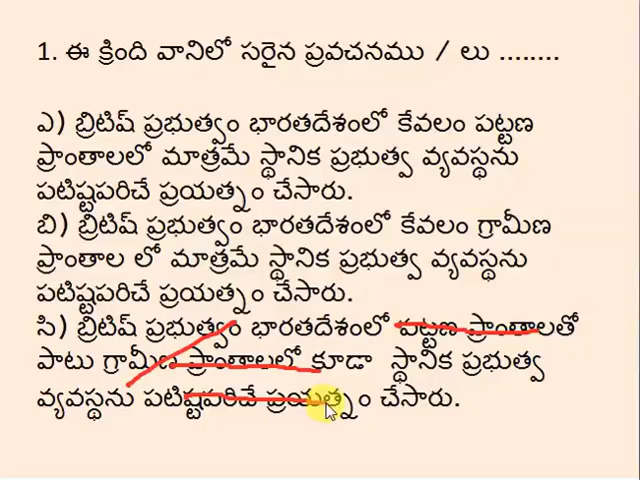 1. ఈ క్రింది వానిలో సరైన ప్రవచనము / లు ........
ఎ) బ్రిటిష్ ప్రభుత్వం భారతదేశంలో కేవలం పట్టణ
ప్రాంతాలలో మాత్రమే స్థానిక ప్రభుత్వ వ్యవస్థను
పటిష్టపరిచే ప్రయత్నం చేసారు.
బి) బ్రిటిష్ ప్రభుత్వం భారతదేశంలో కేవలం గ్రామీణ
ప్రాంతాల లో మాత్రమే స్థానిక ప్రభుత్వ వ్యవస్థను
పటిష్టపరిచే ప్రయత్నం చేసారు.
సి) బ్రిటిష్ ప్రభుత్వం భారతదేశంలో పట్టణ ప్రాంతాలతో
పాటు గ్రామీణ ప్రాంతాలలో కూడా స్థానిక ప్రభుత్వ
వ్యవస్థను పటిష్టపరిచే ప్రయత్నం చేసారు.